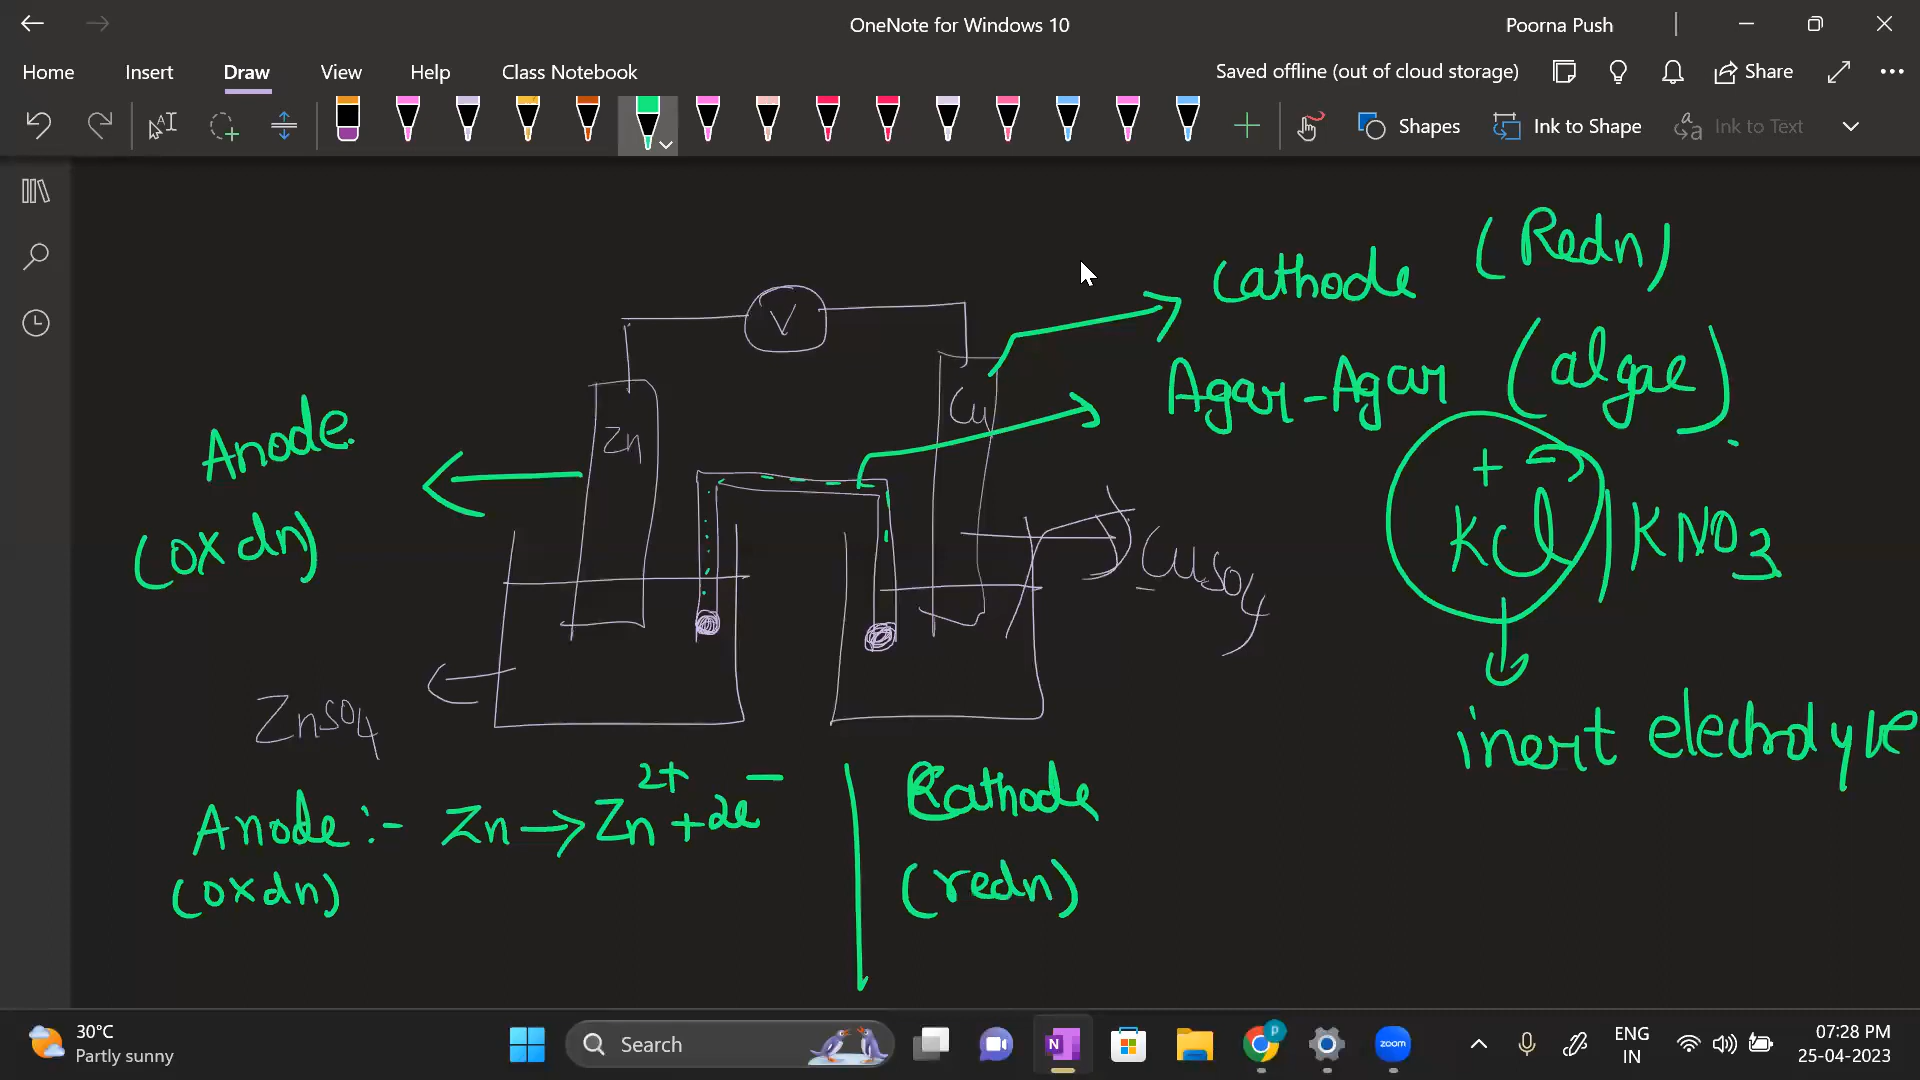 OneNote for Windows 10
Poorna Push
Home Insert Draw View Help Class Notebook
Saved offline (out of cloud storage)
Share
Shapes
Ink to Shape
Ink to Text
Cathode (Redn)
V
Agar-Agar (algae)
Cu
Zn
Anode
(oxdn)
+ -
KCl / KNO3
CuSO4
ZnSO4
inert electrolyte
Anode :- Zn → Zn2+ + 2e-
(oxdn)
Cathode
(redn)
30°C
Partly sunny
Search
zoom
ENG
IN
07:28 PM
25-04-2023